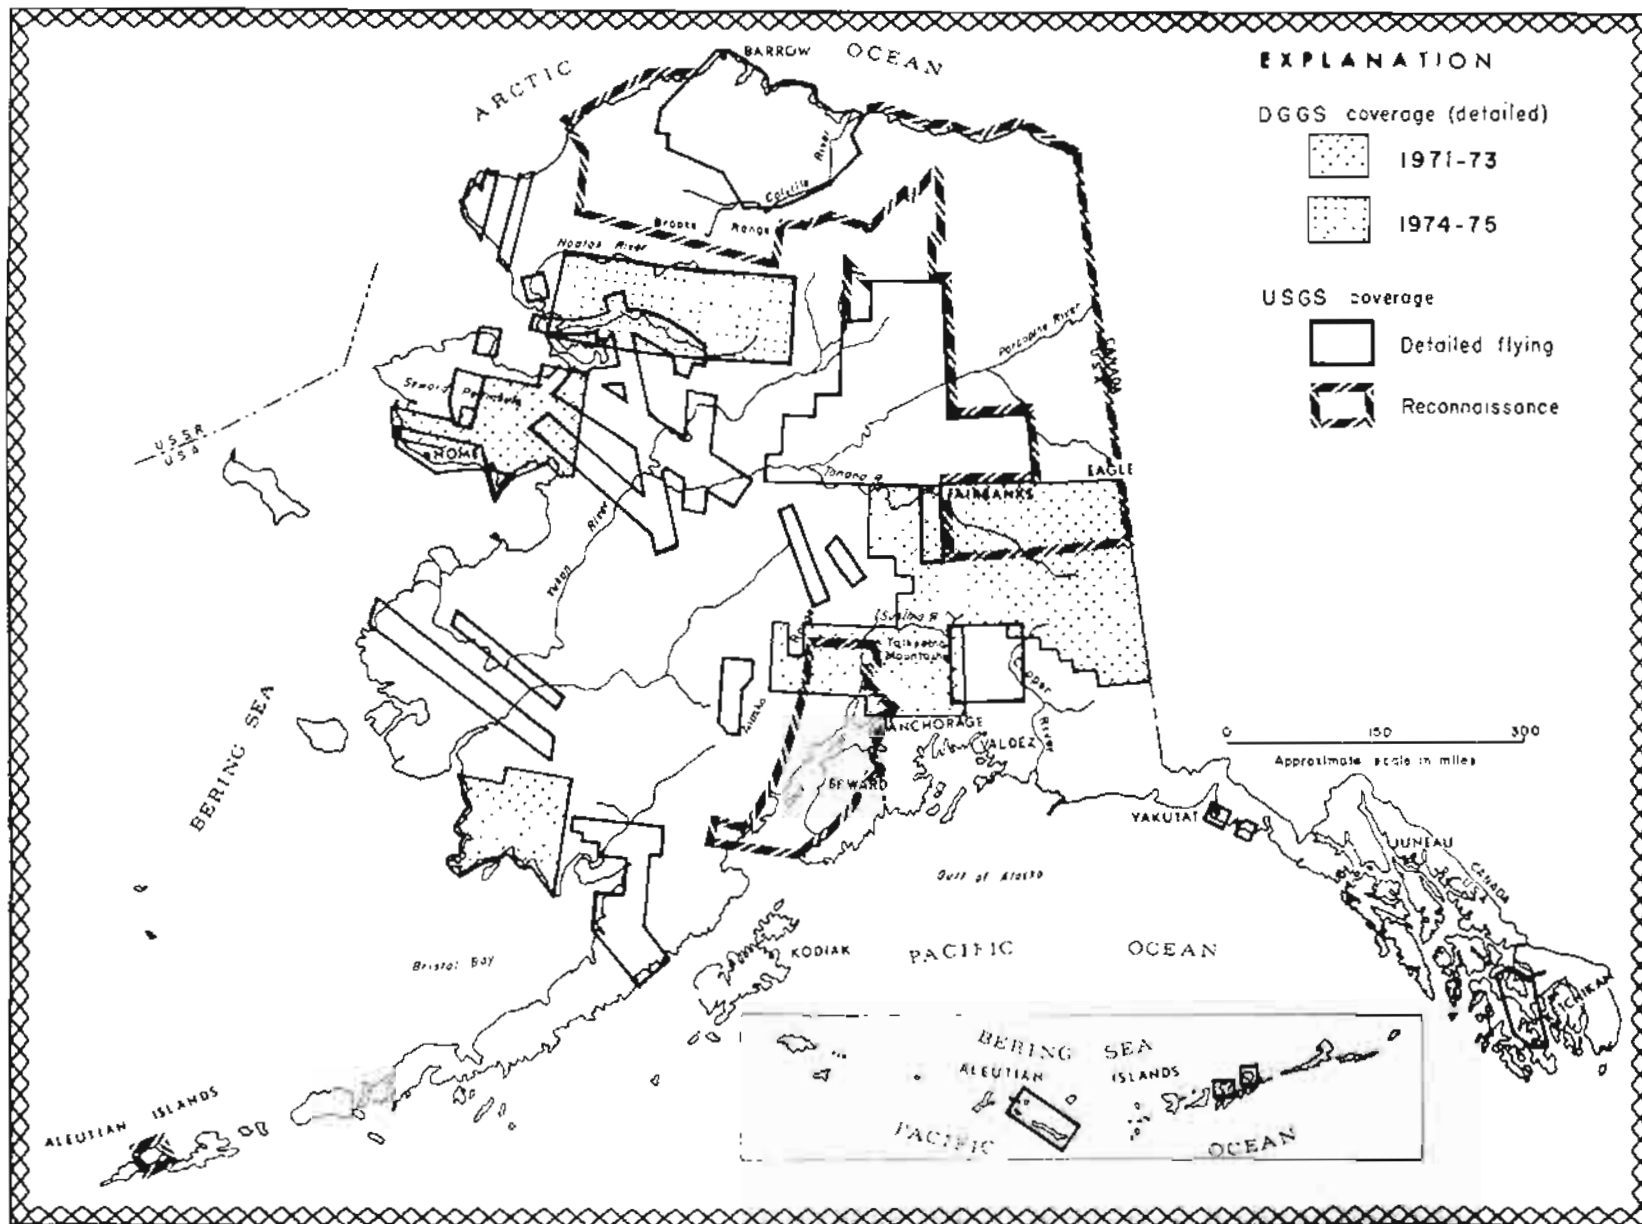 ARCTIC OCEAN
BARROW
EXPLANATION
DGGS coverage (detailed)
1971-73
1974-75
USGS coverage
Detailed flying
Reconnaissance
River
Colville
Brooks Range
Noatak River
Porcupine River
CANADA
Seward Peninsula
USSR
USA
NOME
Tanana R
EAGLE
FAIRBANKS
River
Yukon
Susitna R
Talkeetna
Mountains
River
ANCHORAGE
VALDEZ
SEWARD
BERING SEA
0 150 300
Approximate scale in miles
YAKUTAT
JUNEAU
CANADA
USA
Gulf of Alaska
Bristol Bay
KODIAK
PACIFIC OCEAN
BERING SEA
ALEUTIAN ISLANDS
PACIFIC OCEAN
ALEUTIAN ISLANDS